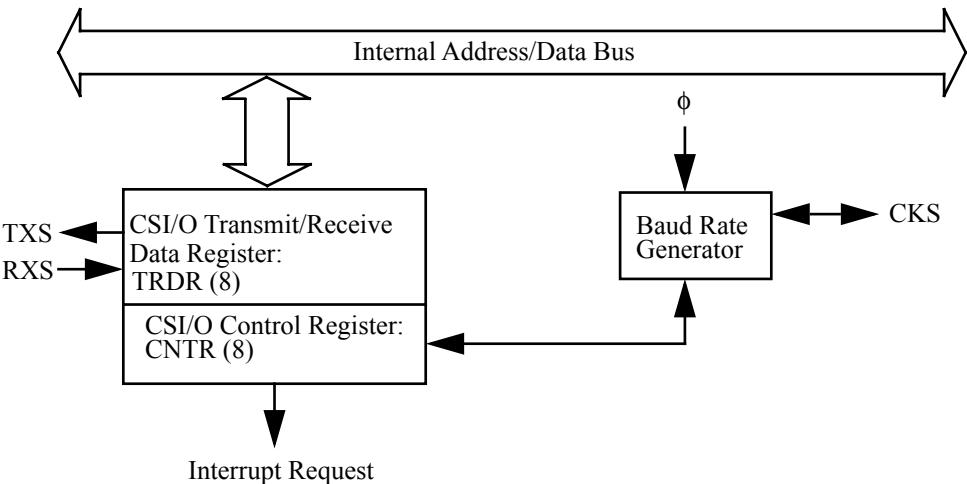 Internal Address/Data Bus
ϕ
TXS
RXS
CSI/O Transmit/Receive
Data Register:
TRDR (8)
CSI/O Control Register:
CNTR (8)
Baud Rate
Generator
CKS
Interrupt Request